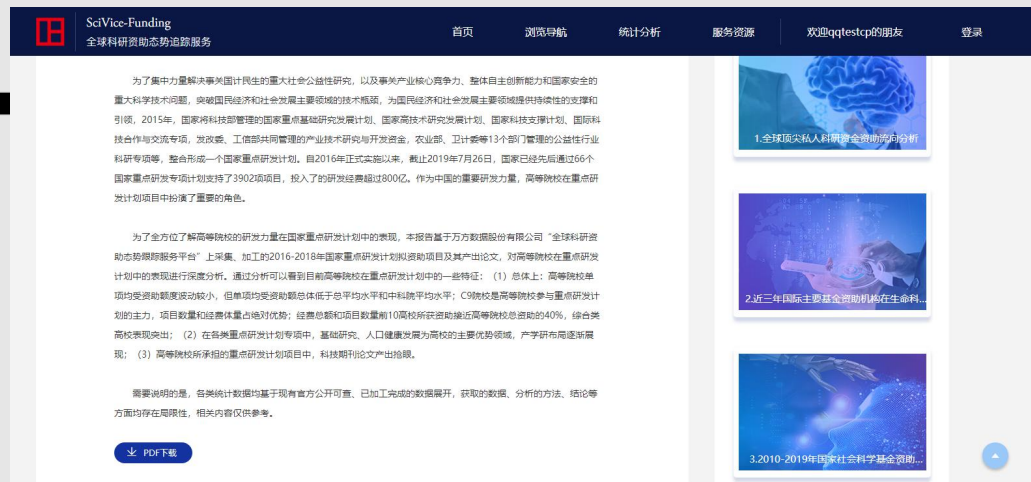 SciVice-Funding
全球科研资助态势追踪服务
首页
浏览导航
统计分析
服务资源
欢迎qqtestcp的朋友
登录
为了集中力量解决事关国计民生的重大社会公益性研究，以及事关产业核心竞争力、整体自主创新能力和国家安全的
重大科学技术问题，突破国民经济和社会发展主要领域的技术瓶颈，为国民经济和社会发展主要领域提供持续性的支撑和
引领，2015年，国家将科技部管理的国家重点基础研究发展计划、国家高技术研究发展计划、国家科技支撑计划、国际科
技合作与交流专项，发改委、工信部共同管理的产业技术研究与开发资金，农业部、卫计委等13个部门管理的公益性行业
科研专项等，整合形成一个国家重点研发计划。自2016年正式实施以来，截止2019年7月26日，国家已经先后通过66个
国家重点研发专项计划支持了3902项项目，投入了的研发经费超过800亿。作为中国的重要研发力量，高等院校在重点研
发计划项目中扮演了重要的角色。
为了全方位了解高等院校的研发力量在国家重点研发计划中的表现，本报告基于万方数据股份有限公司“全球科研资
助态势跟踪服务平台”上采集、加工的2016-2018年国家重点研发计划拟资助项目及其产出论文，对高等院校在重点研发
计划中的表现进行深度分析。通过分析可以看到目前高等院校在重点研发计划中的一些特征：（1）总体上：高等院校单
项均受资助额度波动较小，但单项均受资助额总体低于总平均水平和中科院平均水平；C9院校是高等院校参与重点研发计
划的主力，项目数量和经费体量占绝对优势；经费总额和项目数量前10高校所获资助接近高等院校总资助的40%，综合类
高校表现突出；（2）在各类重点研发计划专项中，基础研究、人口健康发展为高校的主要优势领域，产学研布局逐渐展
现；（3）高等院校所承担的重点研发计划项目中，科技期刊论文产出抢眼。
需要说明的是，各类统计数据均基于现有官方公开可查、已加工完成的数据展开，获取的数据、分析的方法、结论等
方面均存在局限性，相关内容仅供参考。
PDF下载
1.全球顶尖私人科研资金资助流向分析
2.近三年国际主要基金资助机构在生命科...
3.2010-2019年国家社会科学基金资助...